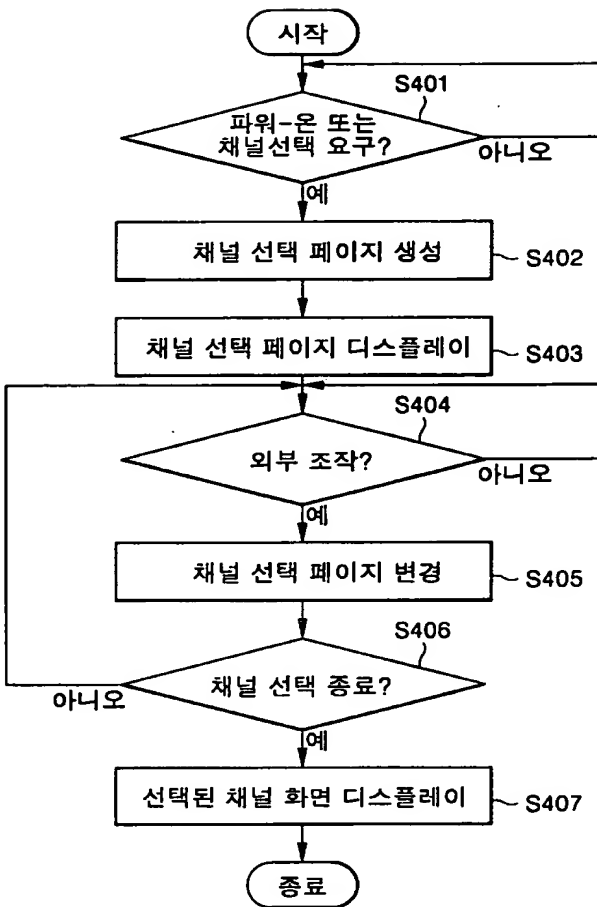 시작
S401
파워-온 또는
채널선택 요구?
아니오
예
채널 선택 페이지 생성
S402
채널 선택 페이지 디스플레이
S403
S404
외부 조작?
아니오
예
채널 선택 페이지 변경
S405
S406
채널 선택 종료?
아니오
예
선택된 채널 화면 디스플레이
S407
종료